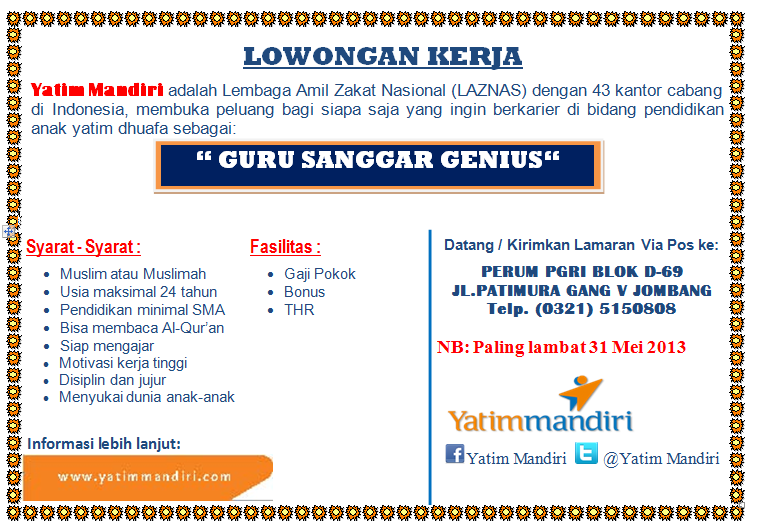 LOWONGAN KERJA
Yatim Mandiri adalah Lembaga Amil Zakat Nasional (LAZNAS) dengan 43 kantor cabang
di Indonesia, membuka peluang bagi siapa saja yang ingin berkarier di bidang pendidikan
anak yatim dhuafa sebagai:
“ GURU SANGGAR GENIUS“
Syarat - Syarat :
• Muslim atau Muslimah
• Usia maksimal 24 tahun
• Pendidikan minimal SMA
• Bisa membaca Al-Qur’an
• Siap mengajar
• Motivasi kerja tinggi
• Disiplin dan jujur
• Menyukai dunia anak-anak
Informasi lebih lanjut:
www.yatimmandiri.com
Fasilitas :
• Gaji Pokok
• Bonus
• THR
Datang / Kirimkan Lamaran Via Pos ke:
PERUM PGRI BLOK D-69
JL.PATIMURA GANG V JOMBANG
Telp. (0321) 5150808
NB: Paling lambat 31 Mei 2013
Yatimmandiri
Yatim Mandiri @Yatim Mandiri